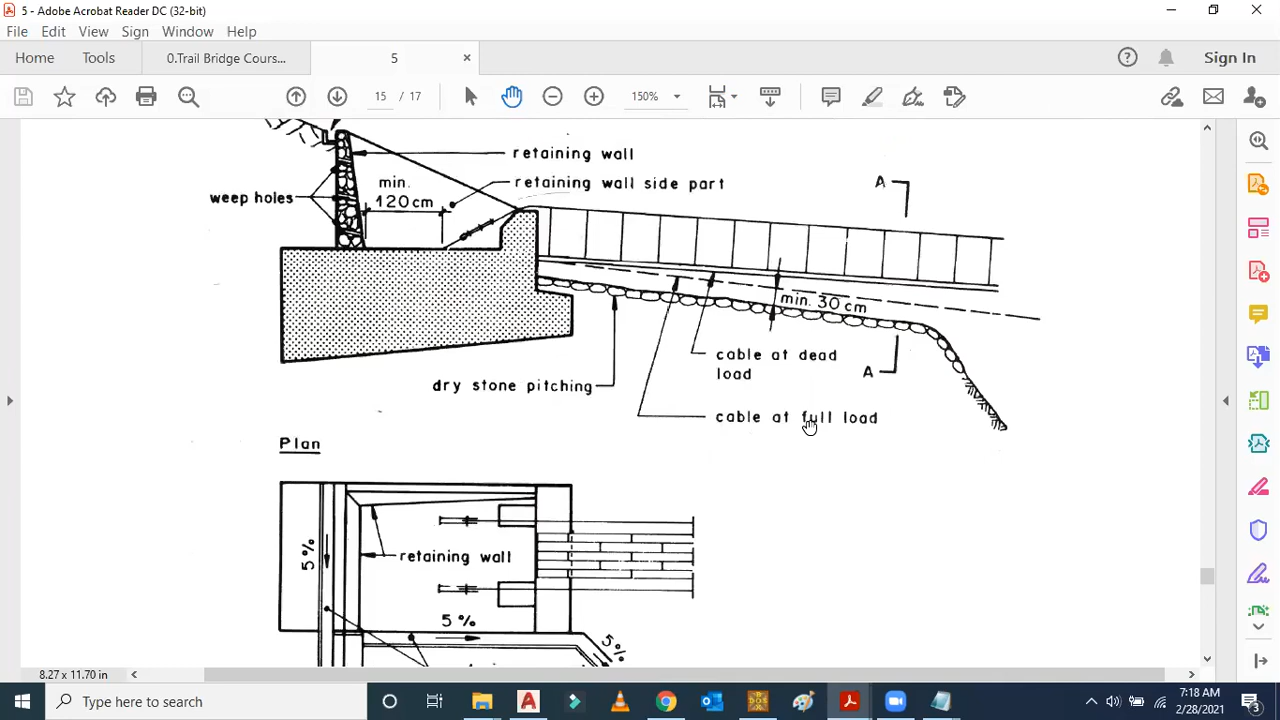 5 - Adobe Acrobat Reader DC (32-bit)
File Edit View Sign Window Help
Home Tools 0.Trail Bridge Cours... 5
Sign In
15 / 17 150%
retaining wall
min.
120cm
retaining wall side part
A
weep holes
min. 30 cm
cable at dead
load
A
dry stone pitching
cable at full load
Plan
5%
retaining wall
5%
5%
8.27 x 11.70 in
Type here to search
7:18 AM
2/28/2021
3